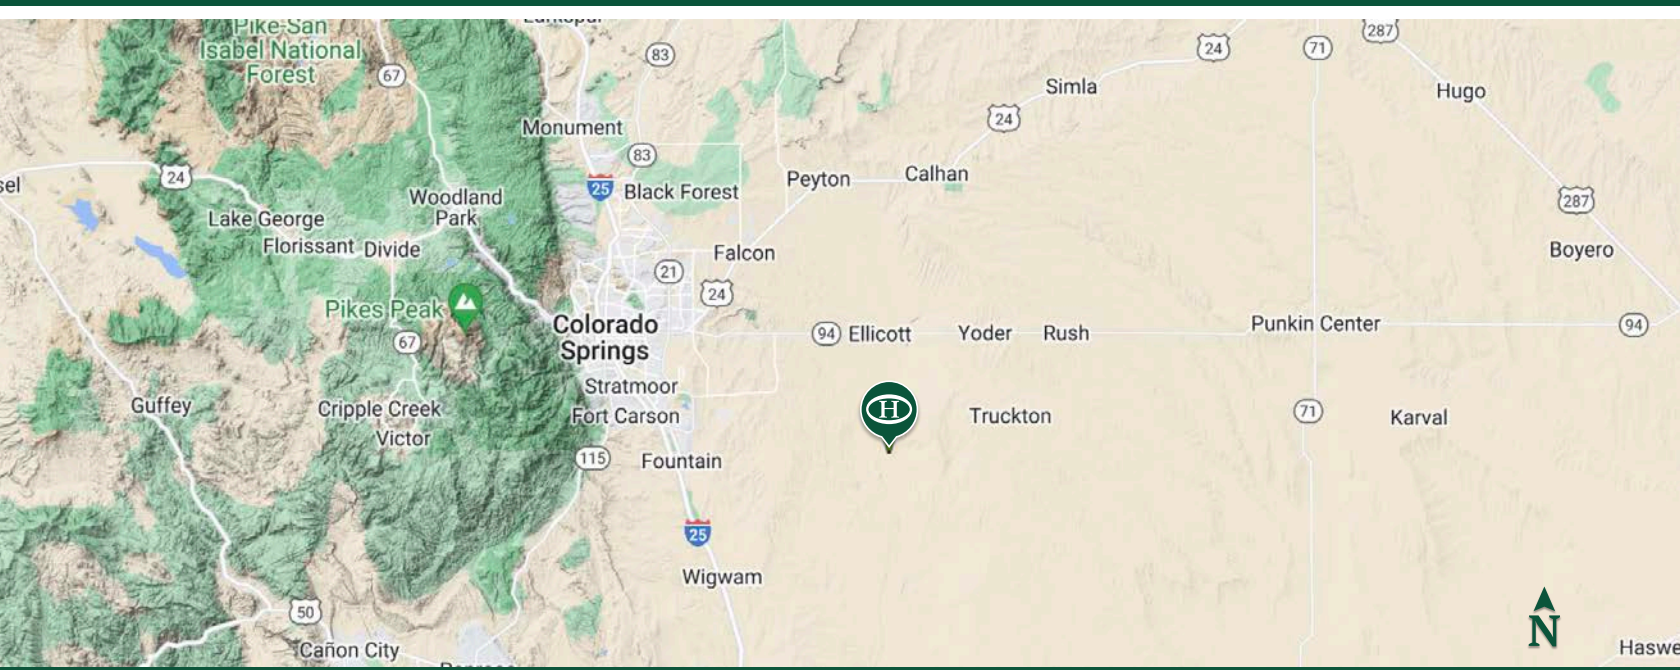 Pike-San
Isabel National
Forest
67
83
24
71
287
Simla
Hugo
24
Monument
83
24
25
Black Forest
Peyton
Calhan
Woodland
Park
287
Lake George
Florissant
Divide
Falcon
Boyero
21
24
Pikes Peak
Colorado
Springs
94
Ellicott
Yoder
Rush
Punkin Center
94
67
Stratmoor
Guffey
Cripple Creek
Fort Carson
H
Truckton
71
Karval
Victor
115
Fountain
25
Wigwam
50
N
Cañon City